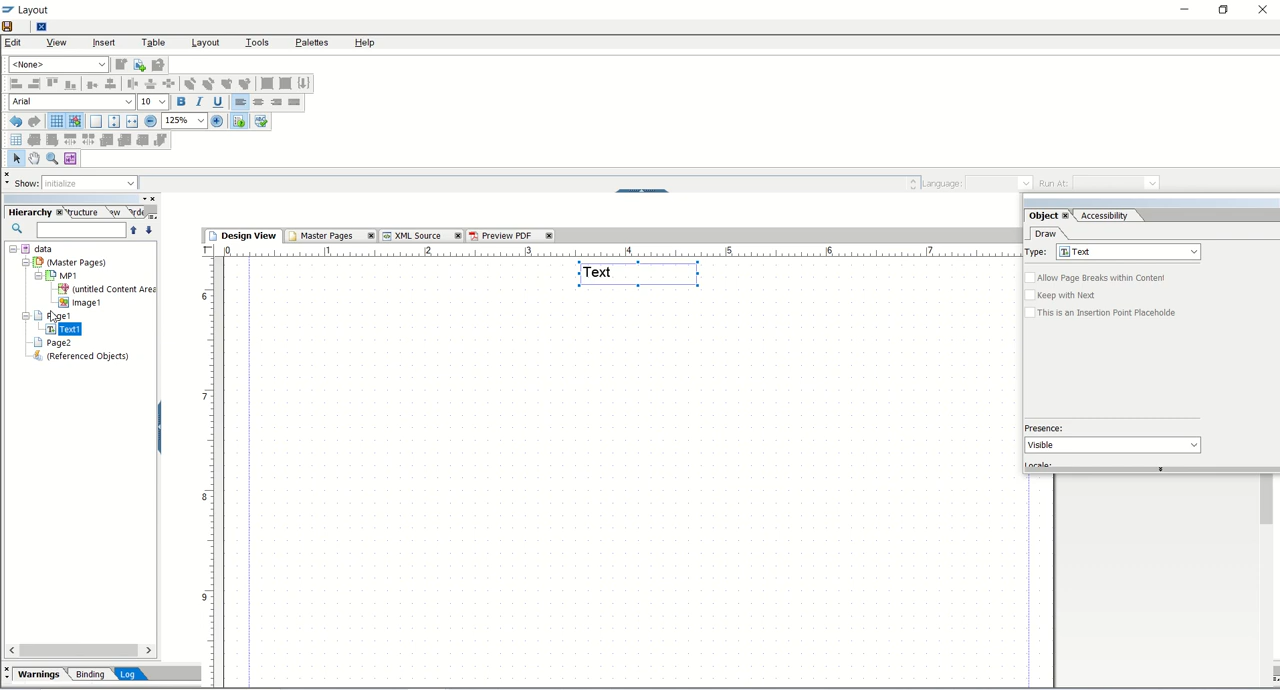 Layout
Edit View Insert Table Layout Tools Palettes Help
<None>
Arial 10 B I U
125%
Show: initialize Language: Run At:
Hierarchy tructure
data
(Master Pages)
MP1
(untitled Content Area
Image1
Page1
Text1
Page2
(Referenced Objects)
Warnings Binding Log
Design View Master Pages XML Source Preview PDF
0 1 2 3 4 5 6 7
6
7
8
9
Text
Object Accessibility
Draw
Type: Text
Allow Page Breaks within Content
Keep with Next
This is an Insertion Point Placeholde
Presence:
Visible
Locale: